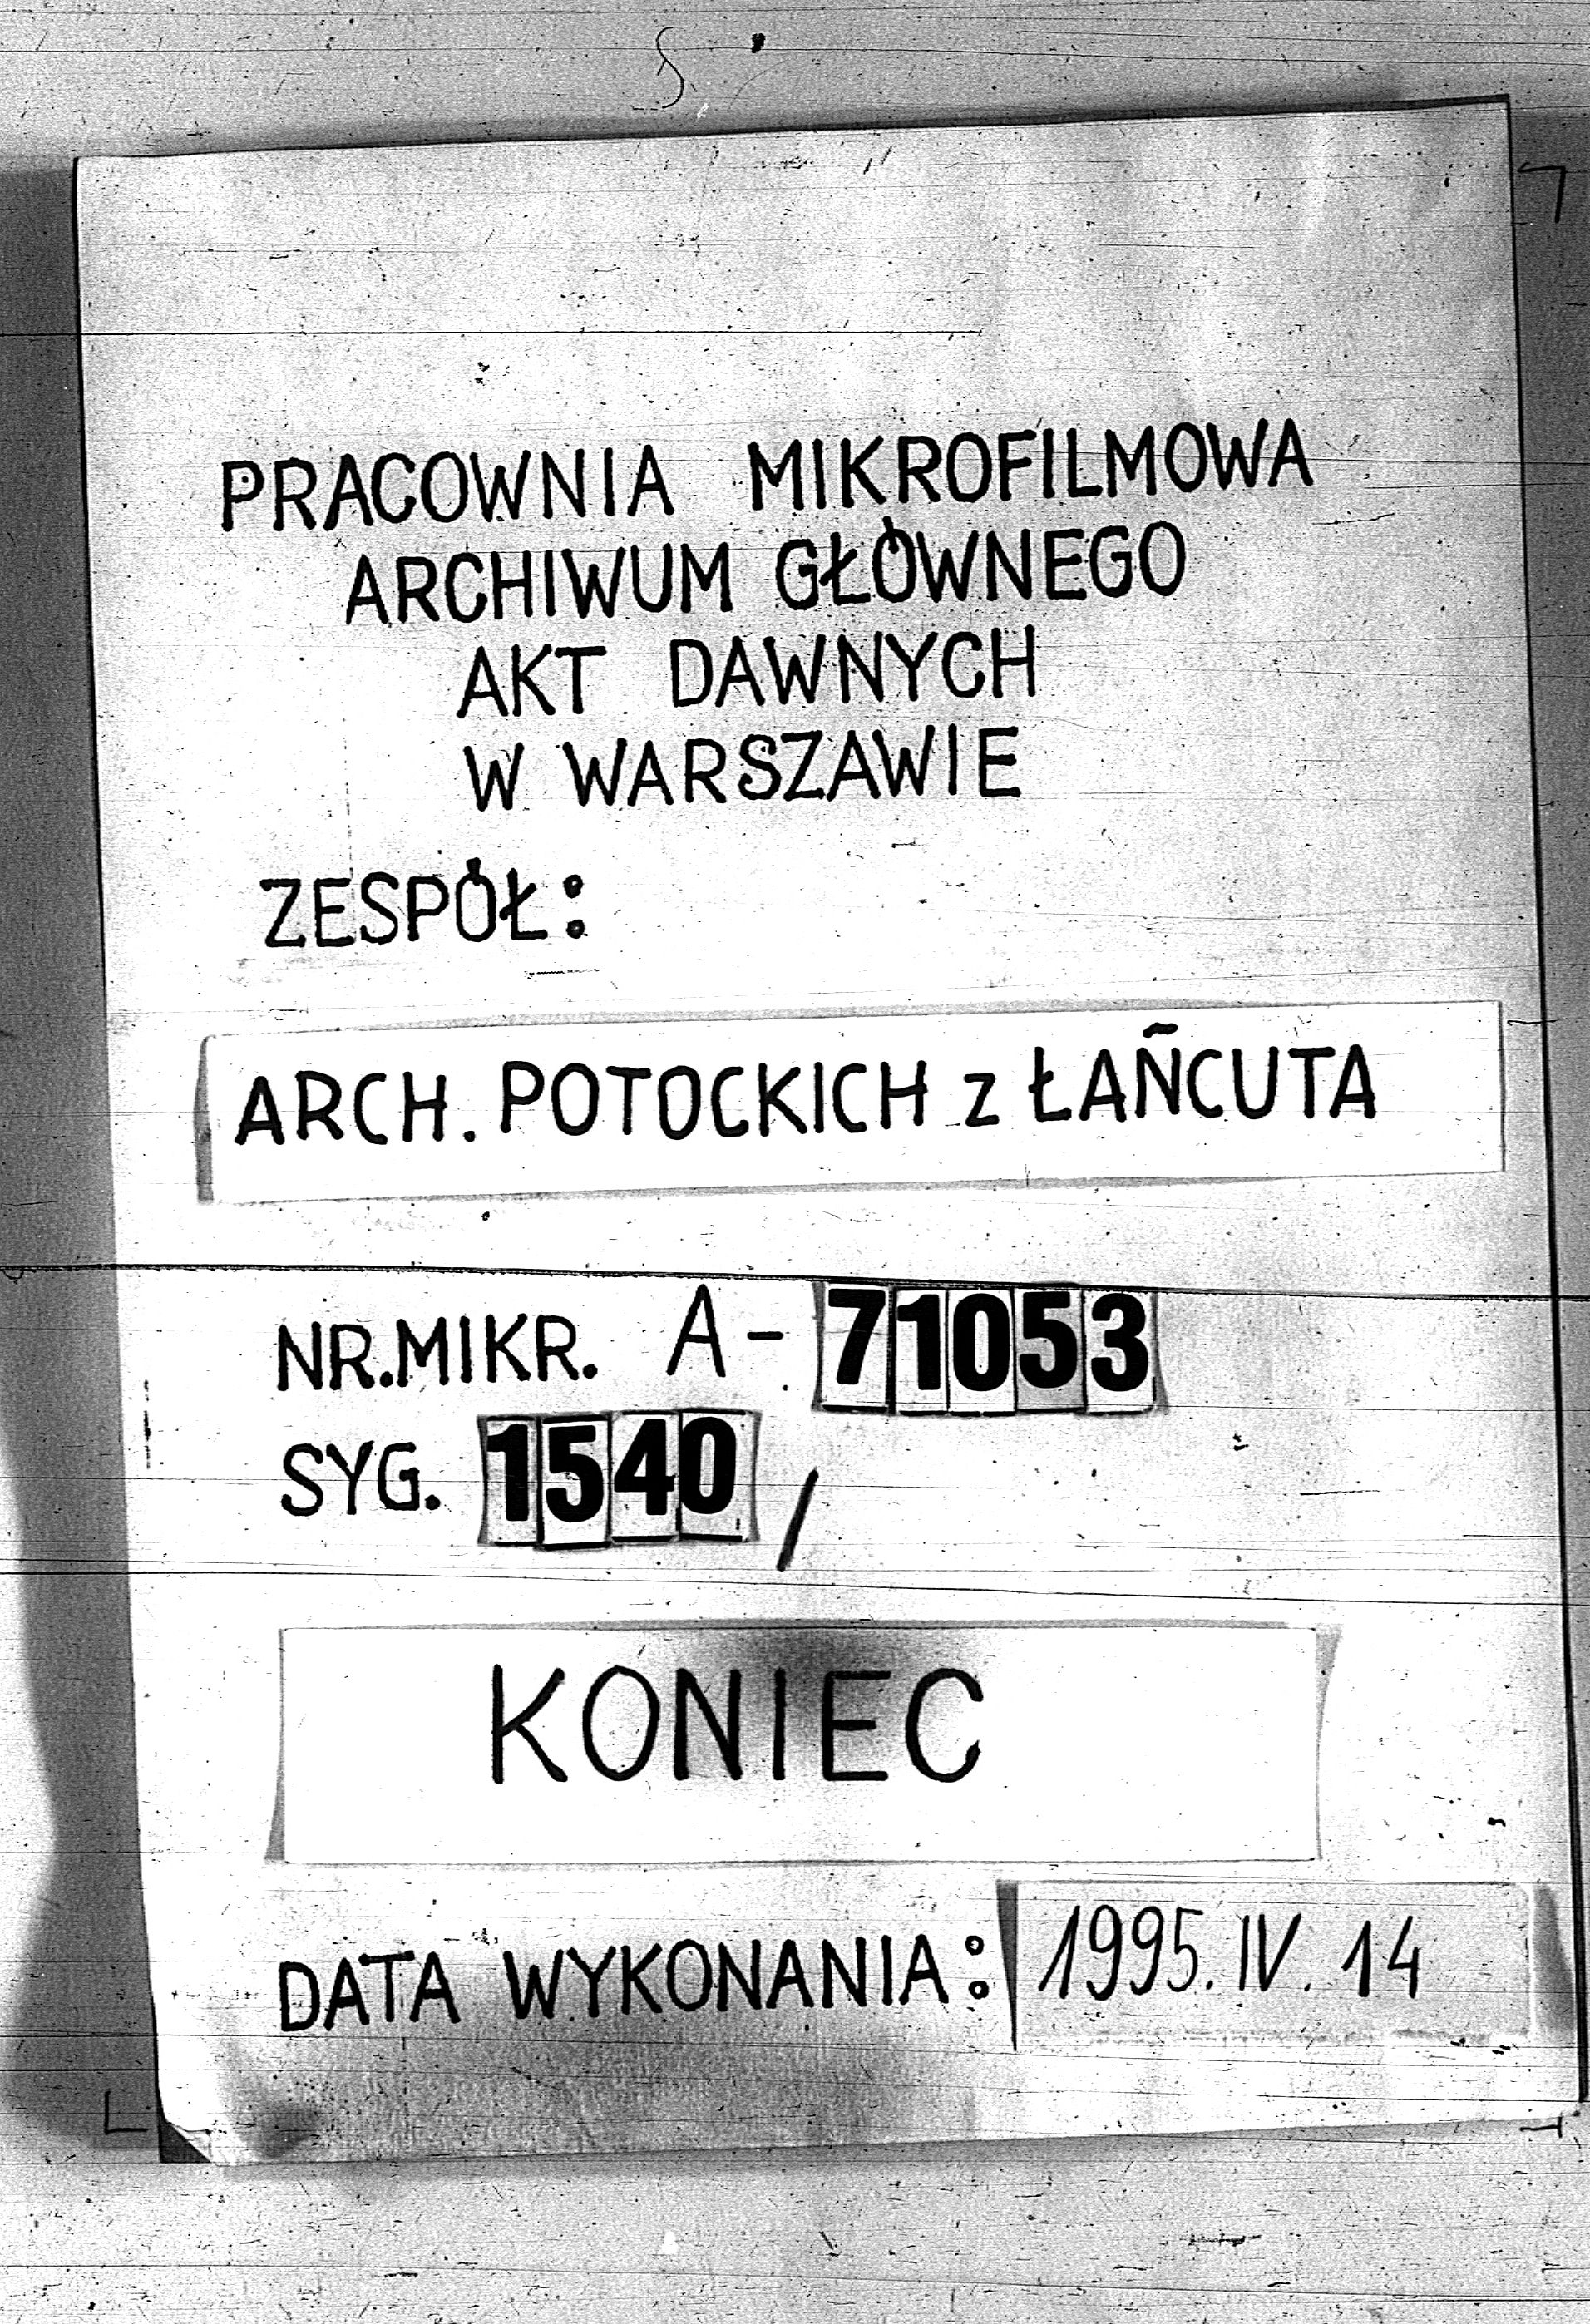 PRACOWNIA MIKROFILMOWA
ARCHIWUM GŁÓWNEGO
AKT DAWNYCH
W WARSZAWIE
ZESPÓŁ:
ARCH. POTOCKICH z ŁAŃCUTA
NR.MIKR. A-71053
SYG. 1540 /
KONIEC
DATA WYKONANIA: 1995.IV.14